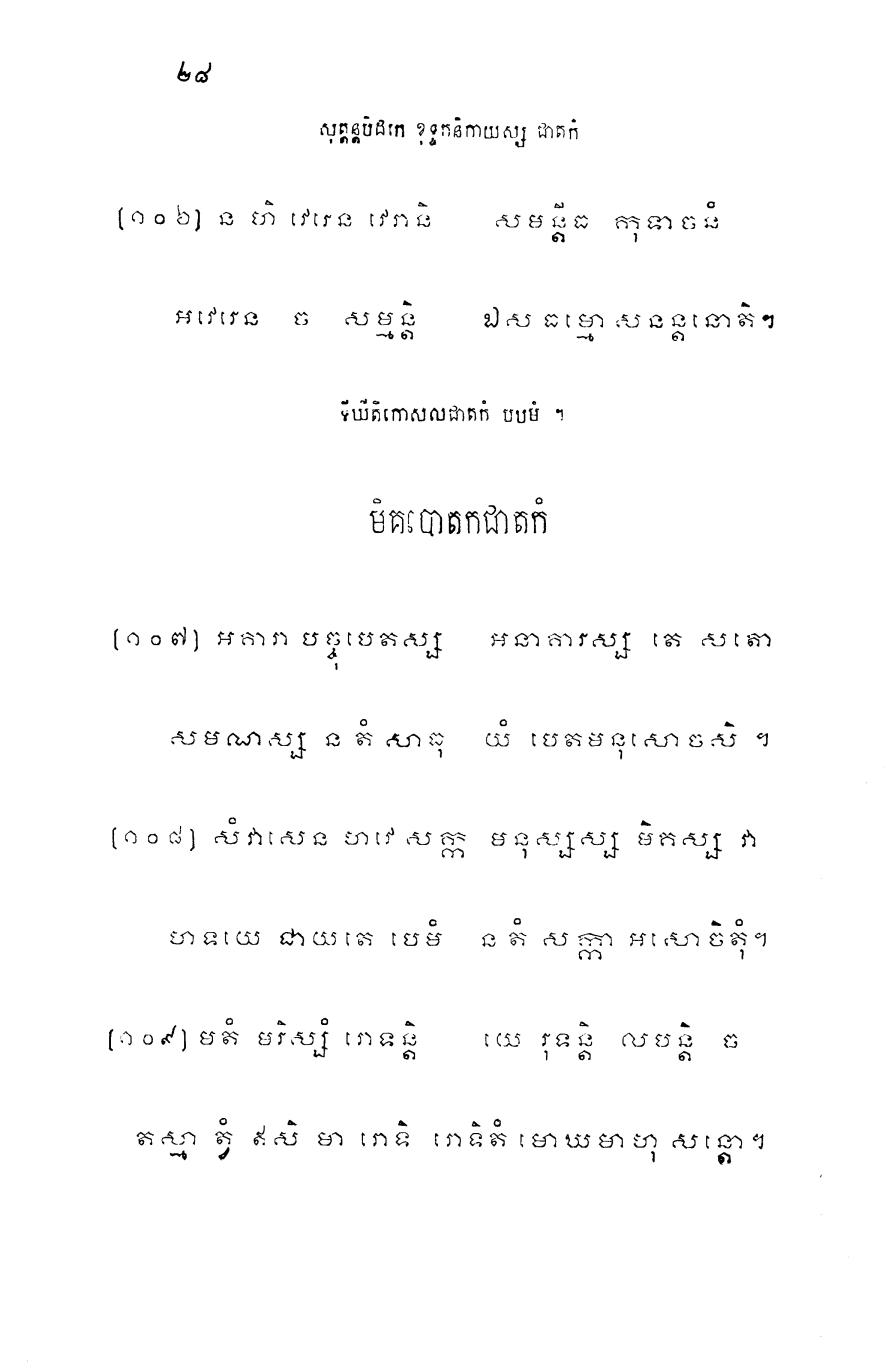 ២៨
សុត្តន្តបិដកេ ខុទ្ទកនិកាយស្ស ជាតកំ
(១០៦) ន ហិ វេរេន វេរានិ សមន្តីធ កុទាចនំ
អវេរេន ច សម្មន្តិ ឯស ធម្មោ សនន្តនោតិ។
ទីឃីតិកោសលជាតកំ បឋមំ ។
មិគបោតកជាតកំ
(១០៧) អគារា បច្ចុបេតស្ស អនាគារស្ស តេ សតោ
សមណស្ស ន តំ សាធុ យំ បេតមនុសោចសិ ។
(១០៨) សំវាសេន ហវេ សក្ក មនុស្សស្ស មិគស្ស វា
ហទយេ ជាយតេ បេមំ ន តំ សក្កា អសោចិតុំ។
(១០៩) មតំ មរិស្សំ រោទន្តិ យេ រុទន្តិ លបន្តិ ច
តស្មា ត្វំ ឥសិ មា រោទិ រោទិតំ មោឃមាហុ សន្តោ។